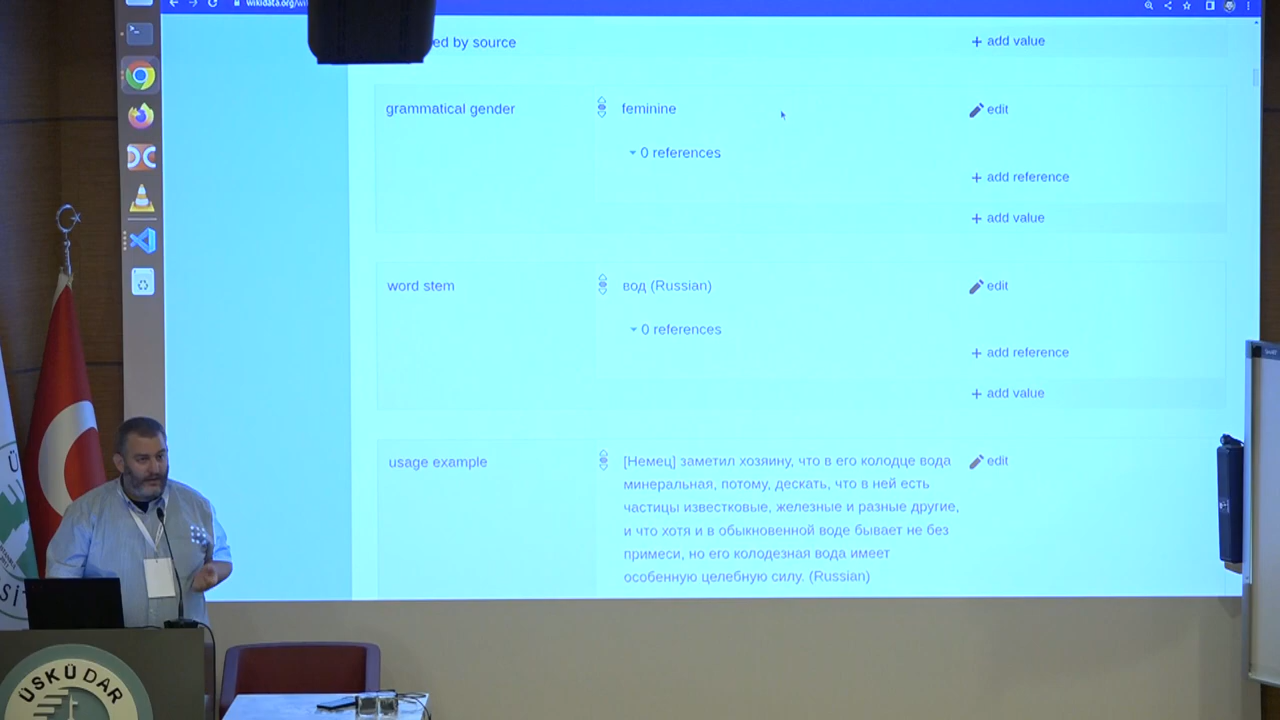 wikidata.org/wi
ed by source
+ add value
grammatical gender
feminine
edit
0 references
+ add reference
+ add value
word stem
вод (Russian)
edit
0 references
+ add reference
+ add value
usage example
[Немец] заметил хозяину, что в его колодце вода
edit
минеральная, потому, дескать, что в ней есть
частицы известковые, железные и разные другие,
и что хотя и в обыкновенной воде бывает не без
примеси, но его колодезная вода имеет
особенную целебную силу. (Russian)
ÜSKÜDAR